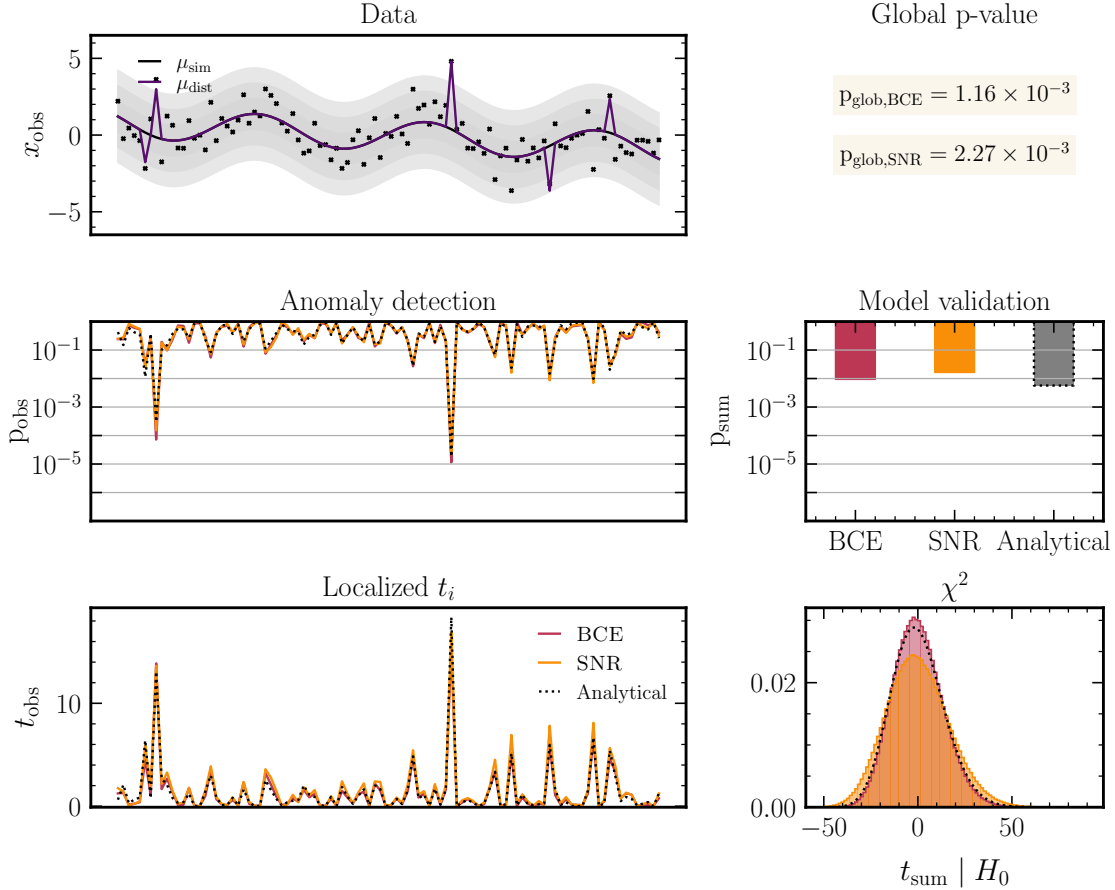 Data
Global p-value
5
0
−5
x_obs
μ_sim
μ_dist
p_glob,BCE = 1.16 × 10^−3
p_glob,SNR = 2.27 × 10^−3
Anomaly detection
Model validation
10^−1
10^−3
10^−5
p_obs
10^−1
10^−3
10^−5
p_sum
BCE SNR Analytical
Localized t_i
χ^2
10
0
t_obs
BCE
SNR
Analytical
0.02
0.00
−50 0 50
t_sum | H_0